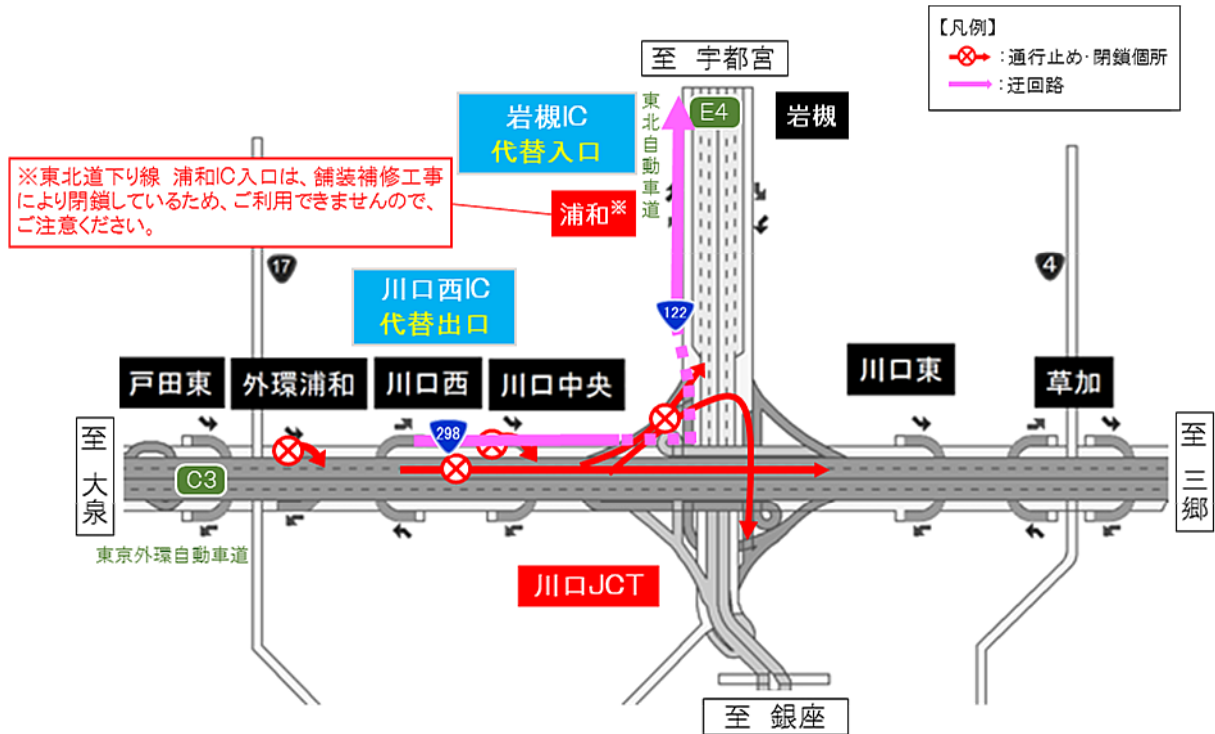 【凡例】
：通行止め・閉鎖個所
：迂回路
至 宇都宮
岩槻IC
代替入口
東北自動車道
E4
岩槻
※東北道下り線 浦和IC入口は、舗装補修工事
により閉鎖しているため、ご利用できませんので、
ご注意ください。
浦和※
17
川口西IC
代替出口
122
4
戸田東
外環浦和
川口西
川口中央
川口東
草加
298
至 大泉
C3
至 三郷
東京外環自動車道
川口JCT
至 銀座